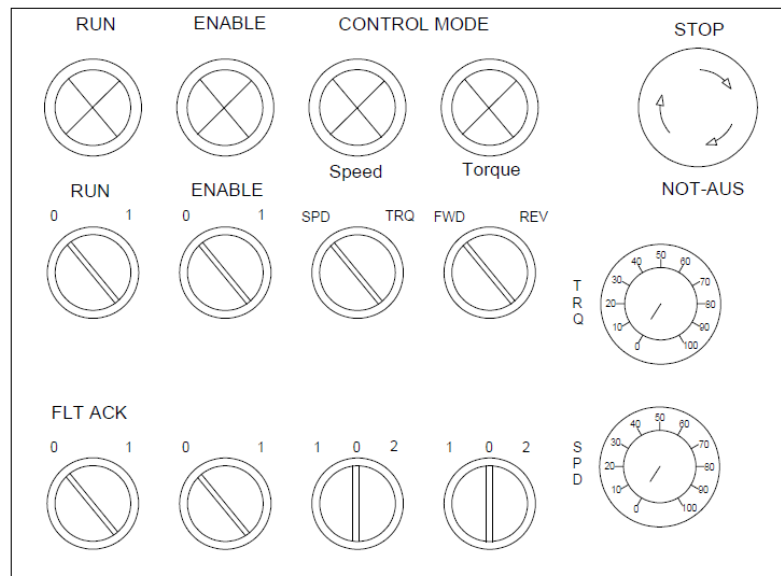 RUN ENABLE CONTROL MODE STOP
Speed Torque
RUN ENABLE NOT-AUS
0 1 0 1 SPD TRQ FWD REV
TRQ
0 10 20 30 40 50 60 70 80 90 100
FLT ACK
0 1 0 1 1 0 2 1 0 2
SPD
0 10 20 30 40 50 60 70 80 90 100